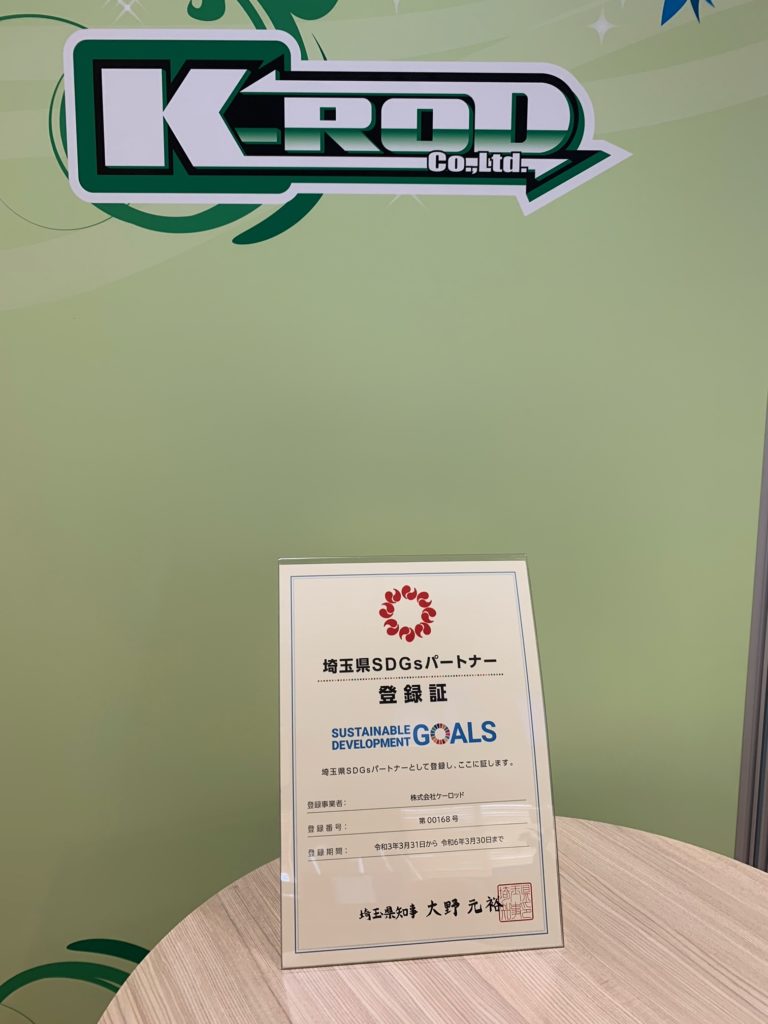 K-ROD
Co.,Ltd.
埼玉県SDGsパートナー
登録証
SUSTAINABLE
DEVELOPMENT
GOALS
埼玉県SDGsパートナーとして登録し、ここに証します。
登録事業者： 株式会社ケーロッド
登録番号： 第 00168 号
登録期間： 令和3年3月31日から 令和6年3月30日まで
埼玉県知事 大野元裕